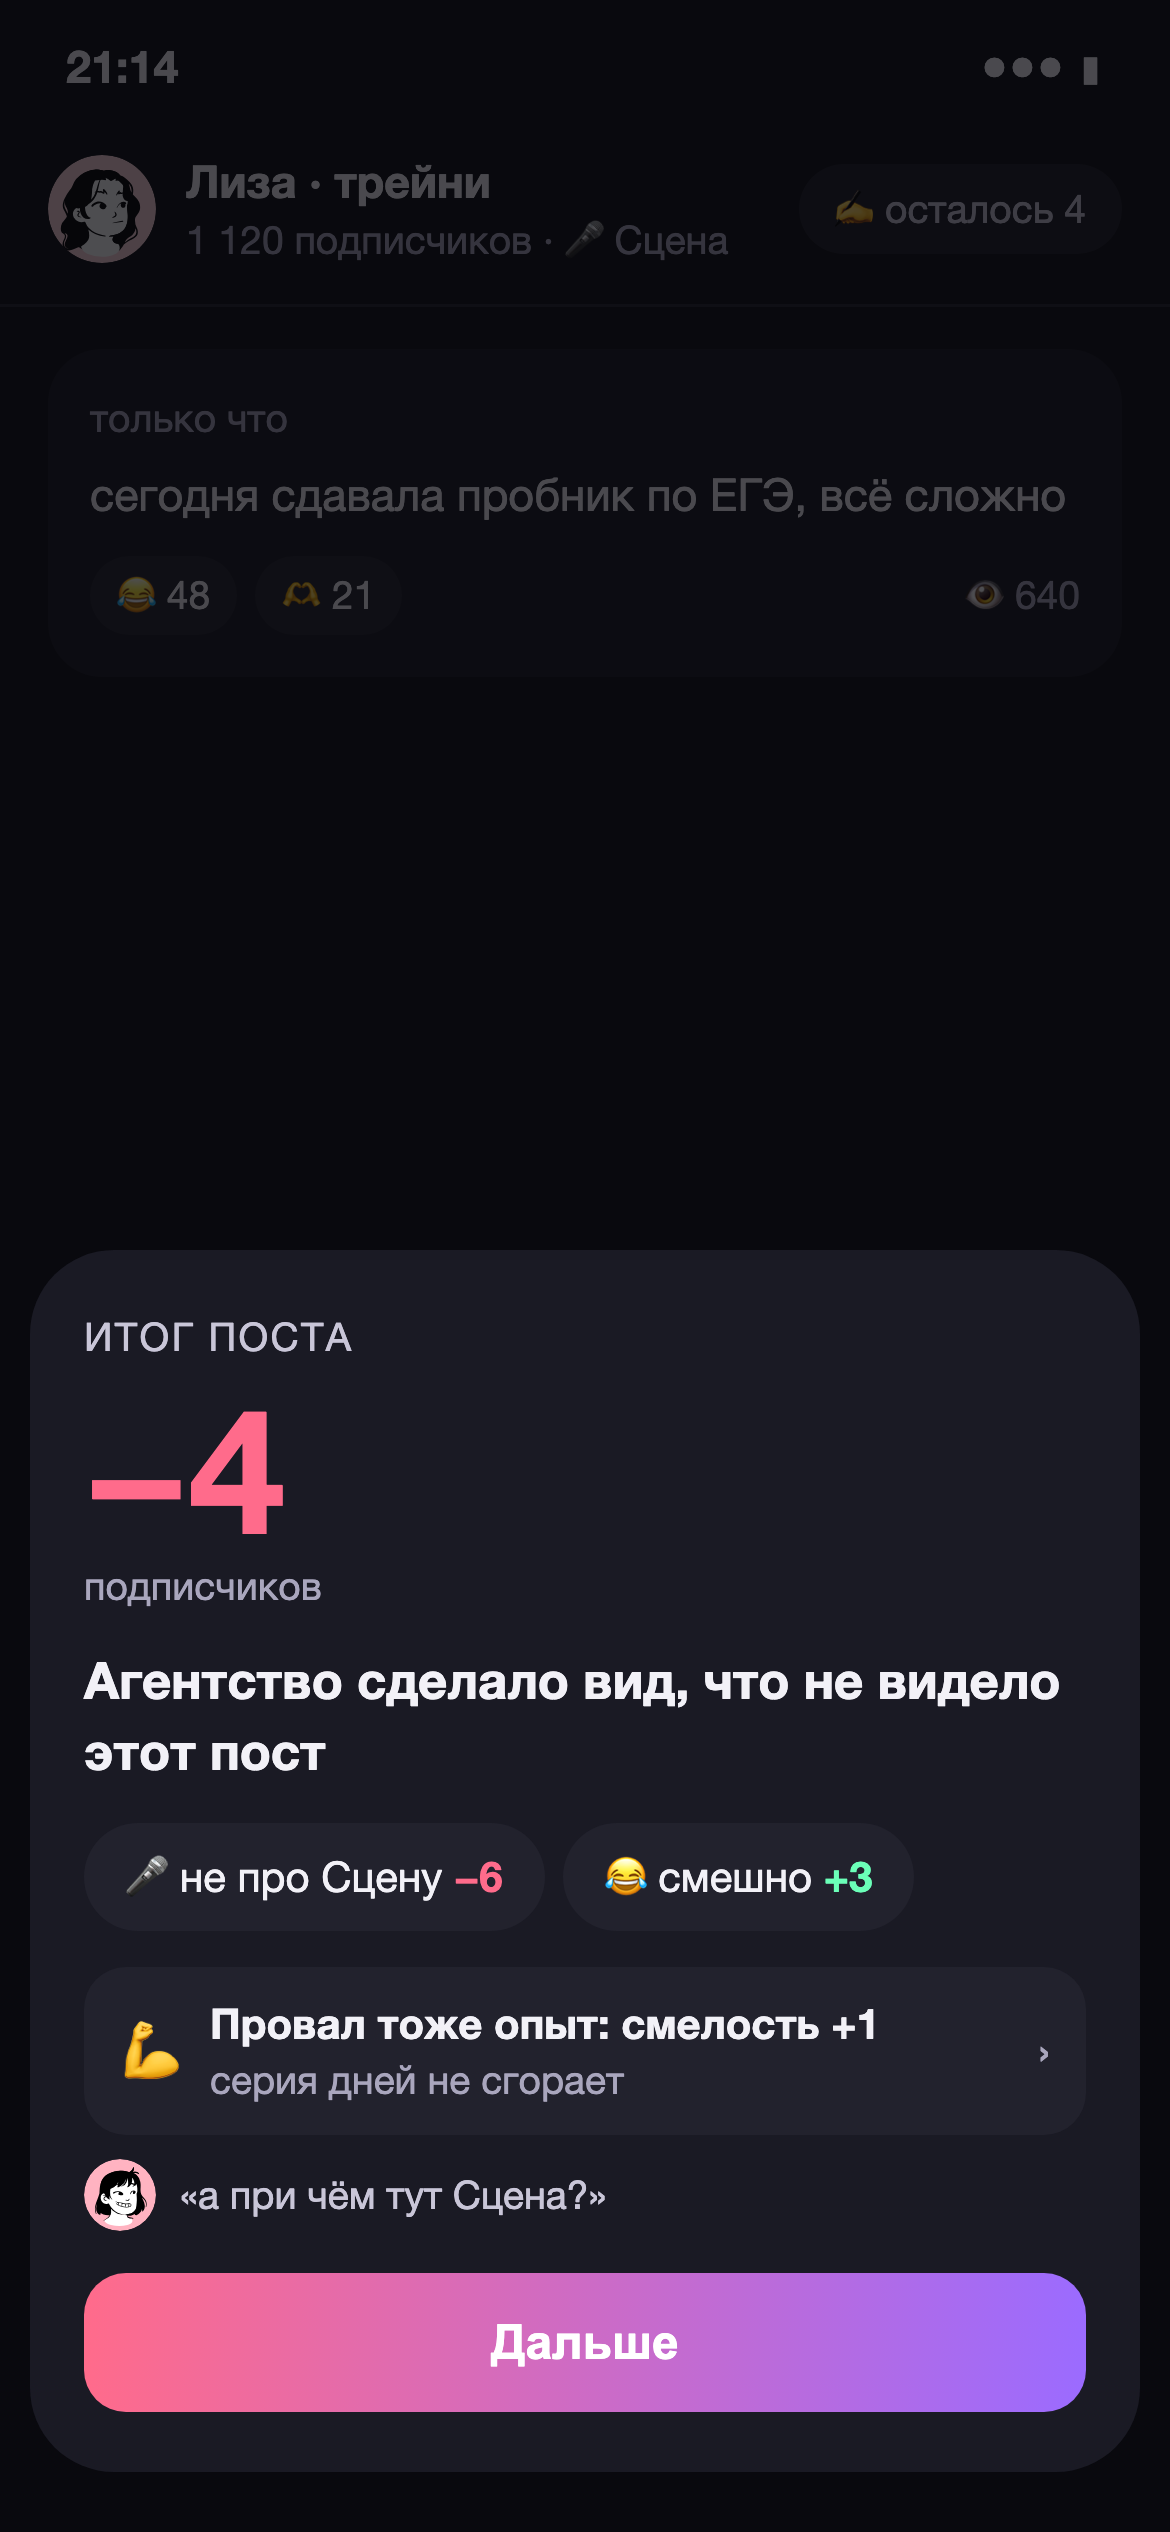 21:14
Лиза · трейни
1 120 подписчиков · 🎤 Сцена
✍️ осталось 4
только что
сегодня сдавала пробник по ЕГЭ, всё сложно
😂 48 🫶 21 👁 640
ИТОГ ПОСТА
–4
подписчиков
Агентство сделало вид, что не видело
этот пост
🎤 не про Сцену –6 😂 смешно +3
💪 Провал тоже опыт: смелость +1
серия дней не сгорает ›
«а при чём тут Сцена?»
Дальше